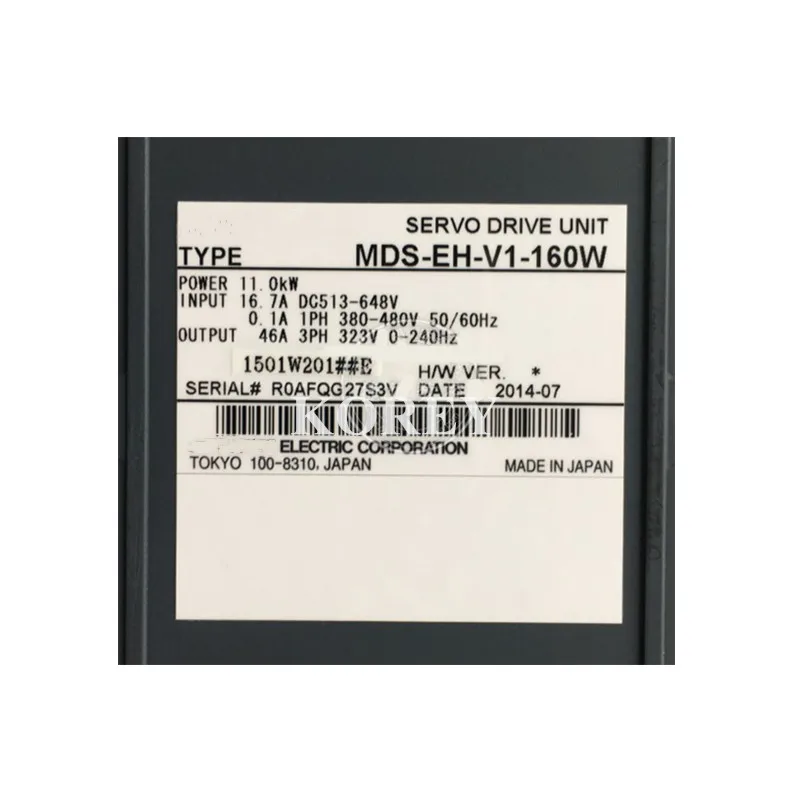 SERVO DRIVE UNIT
TYPE MDS-EH-V1-160W
POWER 11.0kW
INPUT 16.7A DC513-648V
0.1A 1PH 380-480V 50/60Hz
OUTPUT 46A 3PH 323V 0-240Hz
1501W201##E H/W VER. *
SERIAL# R0AFQG27S3V DATE 2014-07
KOREY
ELECTRIC CORPORATION
TOKYO 100-8310, JAPAN MADE IN JAPAN